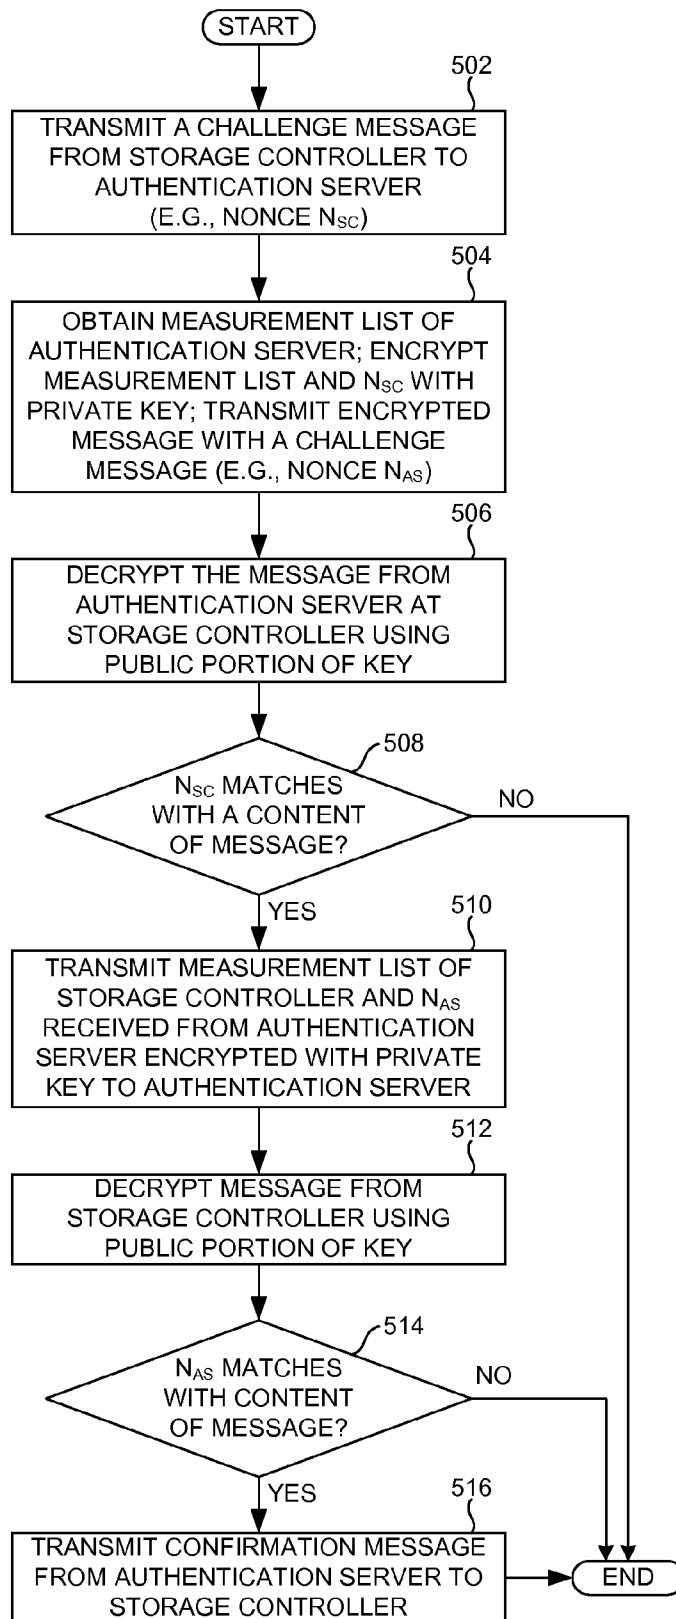 START
502
TRANSMIT A CHALLENGE MESSAGE
FROM STORAGE CONTROLLER TO
AUTHENTICATION SERVER
(E.G., NONCE NSC)
504
OBTAIN MEASUREMENT LIST OF
AUTHENTICATION SERVER; ENCRYPT
MEASUREMENT LIST AND NSC WITH
PRIVATE KEY; TRANSMIT ENCRYPTED
MESSAGE WITH A CHALLENGE
MESSAGE (E.G., NONCE NAS)
506
DECRYPT THE MESSAGE FROM
AUTHENTICATION SERVER AT
STORAGE CONTROLLER USING
PUBLIC PORTION OF KEY
508
NSC MATCHES
WITH A CONTENT
OF MESSAGE?
NO
YES
510
TRANSMIT MEASUREMENT LIST OF
STORAGE CONTROLLER AND NAS
RECEIVED FROM AUTHENTICATION
SERVER ENCRYPTED WITH PRIVATE
KEY TO AUTHENTICATION SERVER
512
DECRYPT MESSAGE FROM
STORAGE CONTROLLER USING
PUBLIC PORTION OF KEY
514
NAS MATCHES
WITH CONTENT
OF MESSAGE?
NO
YES
516
TRANSMIT CONFIRMATION MESSAGE
FROM AUTHENTICATION SERVER TO
STORAGE CONTROLLER
END